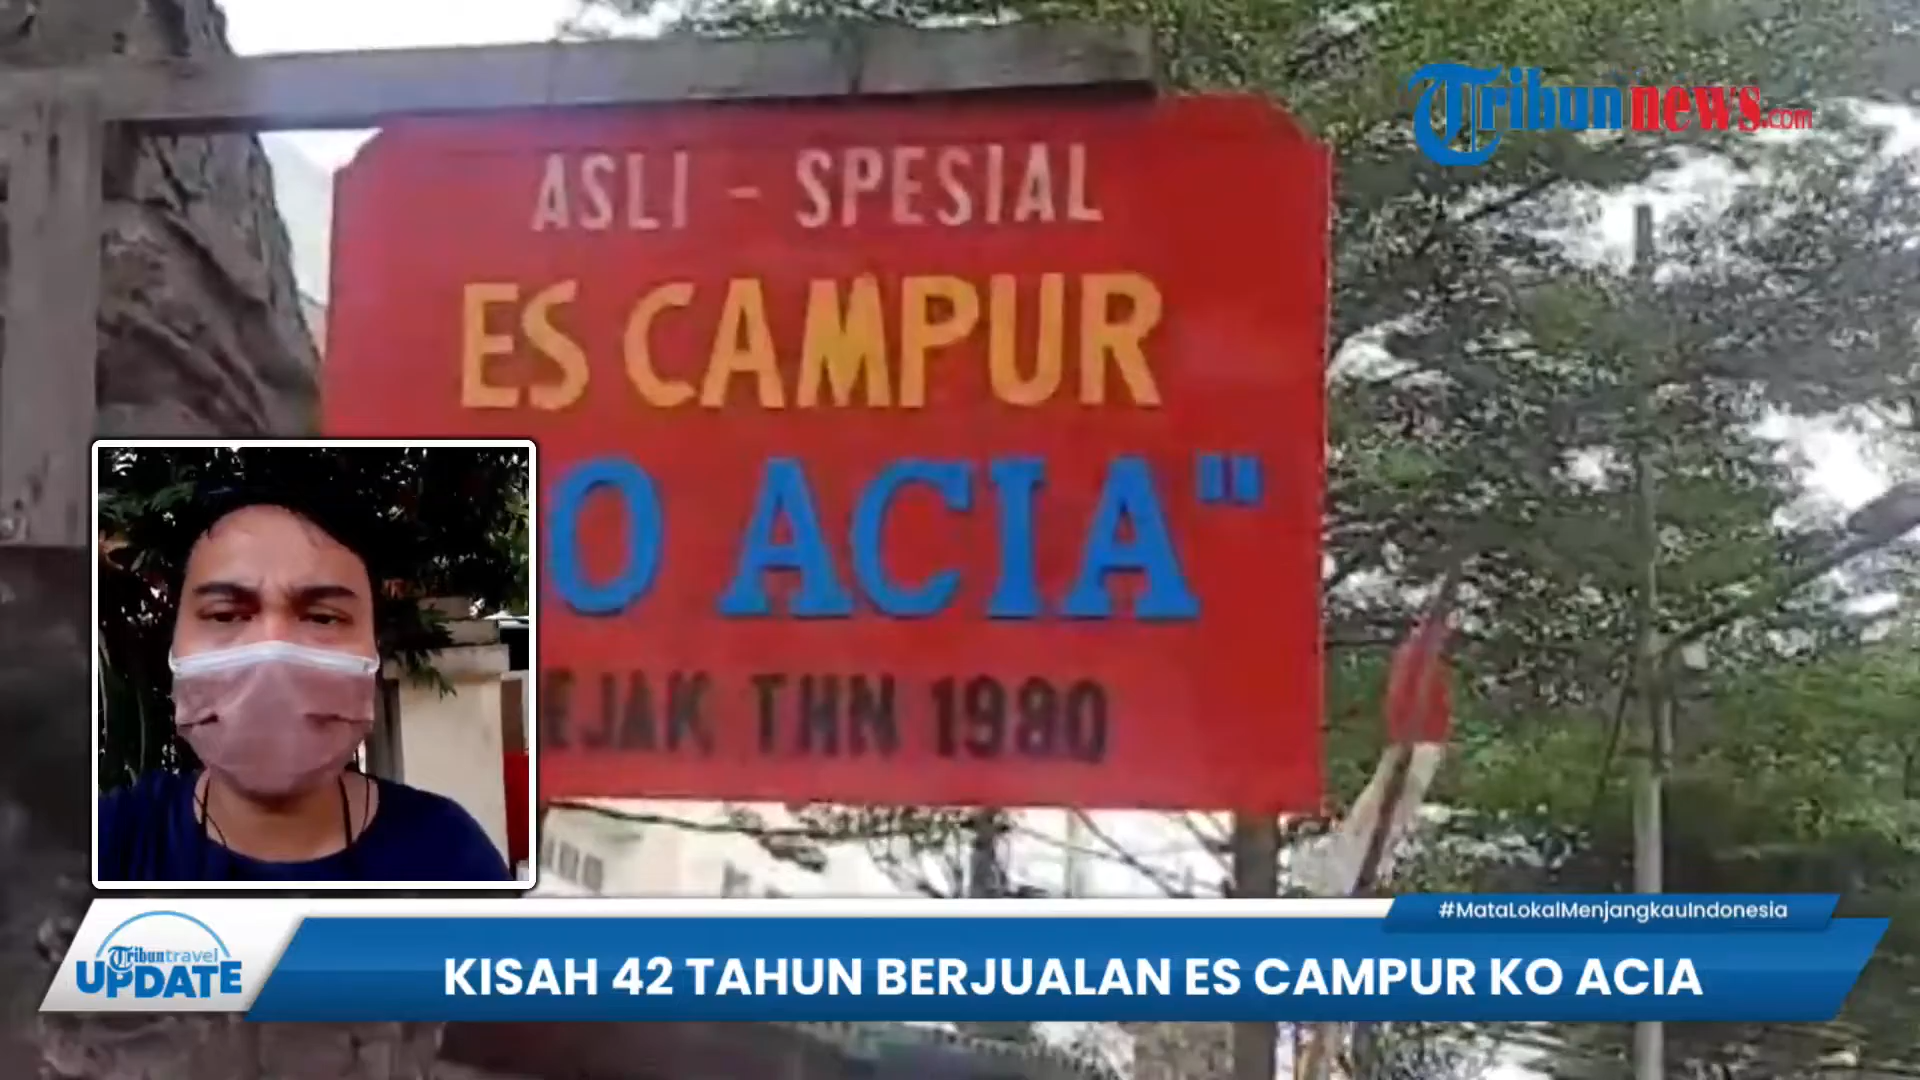 Tribunnews.com
ASLI - SPESIAL
ES CAMPUR
O ACIA"
EJAK THN 1980
#MataLokalMenjangkauIndonesia
Tribuntravel
UPDATE
KISAH 42 TAHUN BERJUALAN ES CAMPUR KO ACIA